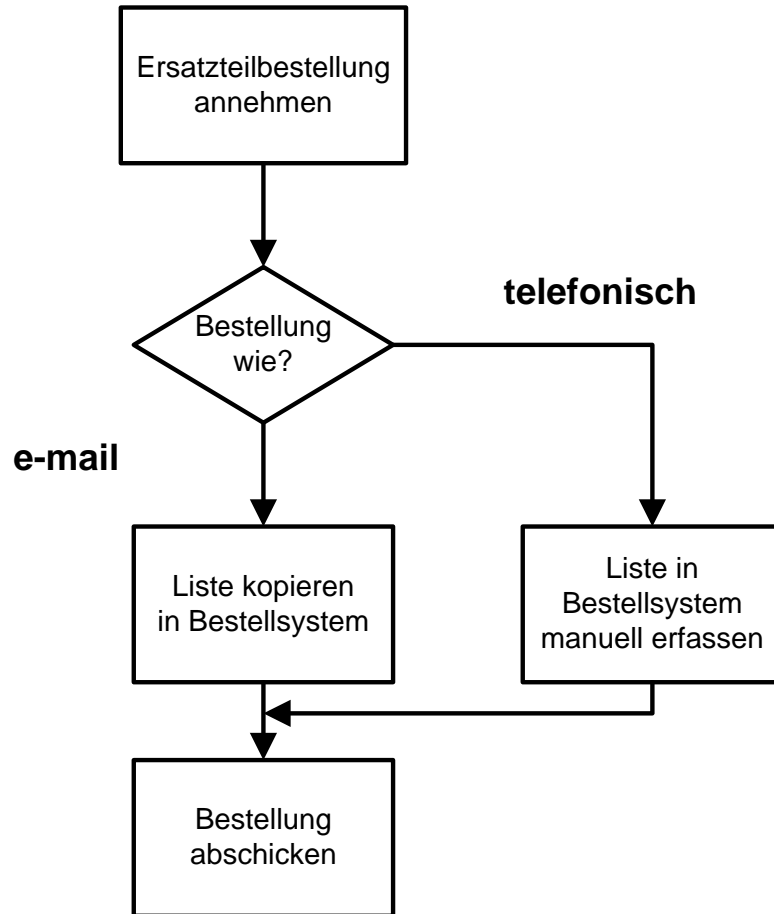 Ersatzteilbestellung
annehmen
telefonisch
Bestellung
wie?
e-mail
Liste kopieren
in Bestellsystem
Liste in
Bestellsystem
manuell erfassen
Bestellung
abschicken